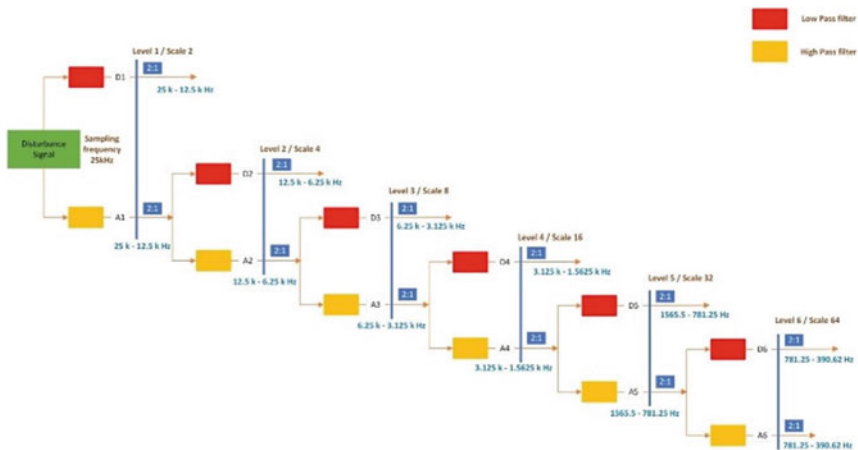 Low Pass filter
High Pass filter
Level 1 / Scale 2
D1
2:1
25 k - 12.5 k Hz
Disturbance
Signal
Sampling
frequency
25kHz
A1
2:1
25 k - 12.5 k Hz
Level 2 / Scale 4
D2
2:1
12.5 k - 6.25 k Hz
A2
2:1
12.5 k - 6.25 k Hz
Level 3 / Scale 8
D3
2:1
6.25 k - 3.125 k Hz
A3
2:1
6.25 k - 3.125 k Hz
Level 4 / Scale 16
D4
2:1
3.125 k - 1.5625 k Hz
A4
2:1
3.125 k - 1.5625 k Hz
Level 5 / Scale 32
D5
2:1
1565.5 - 781.25 Hz
A5
2:1
1565.5 - 781.25 Hz
Level 6 / Scale 64
D6
2:1
781.25 - 390.62 Hz
A6
2:1
781.25 - 390.62 Hz